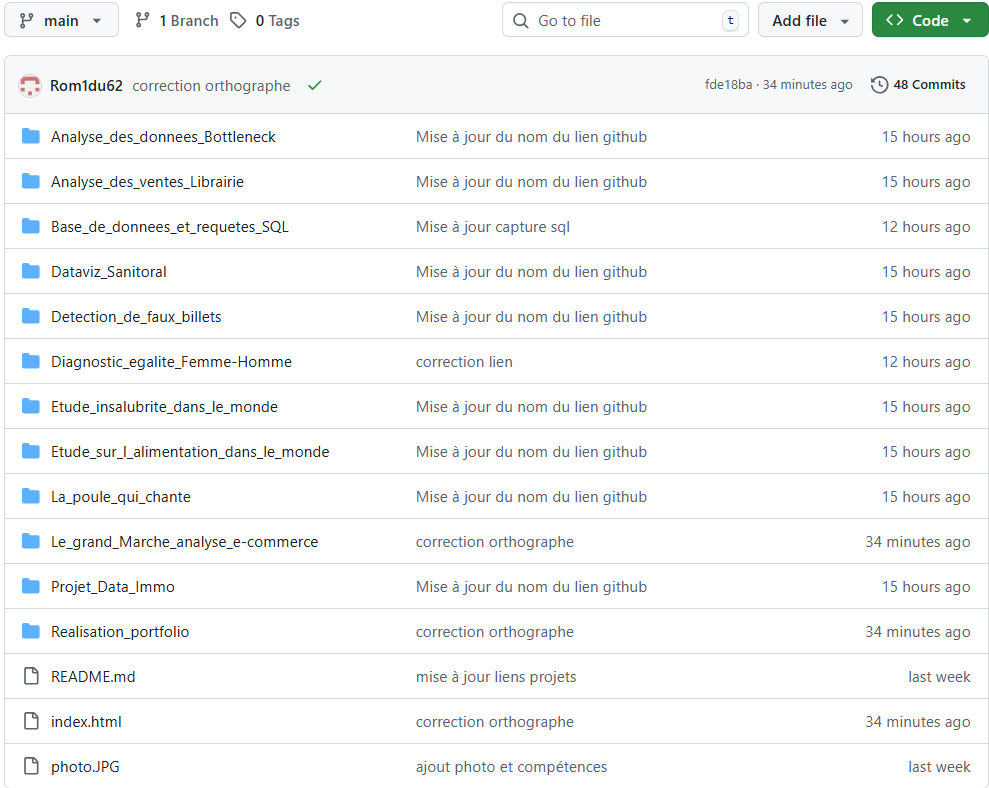 main 1 Branch 0 Tags Go to file t Add file Code
Rom1du62 correction orthographe fde18ba · 34 minutes ago 48 Commits
Analyse_des_donnees_Bottleneck Mise à jour du nom du lien github 15 hours ago
Analyse_des_ventes_Librairie Mise à jour du nom du lien github 15 hours ago
Base_de_donnees_et_requetes_SQL Mise à jour capture sql 12 hours ago
Dataviz_Sanitoral Mise à jour du nom du lien github 15 hours ago
Detection_de_faux_billets Mise à jour du nom du lien github 15 hours ago
Diagnostic_egalite_Femme-Homme correction lien 12 hours ago
Etude_insalubrite_dans_le_monde Mise à jour du nom du lien github 15 hours ago
Etude_sur_l_alimentation_dans_le_monde Mise à jour du nom du lien github 15 hours ago
La_poule_qui_chante Mise à jour du nom du lien github 15 hours ago
Le_grand_Marche_analyse_e-commerce correction orthographe 34 minutes ago
Projet_Data_Immo Mise à jour du nom du lien github 15 hours ago
Realisation_portfolio correction orthographe 34 minutes ago
README.md mise à jour liens projets last week
index.html correction orthographe 34 minutes ago
photo.JPG ajout photo et compétences last week